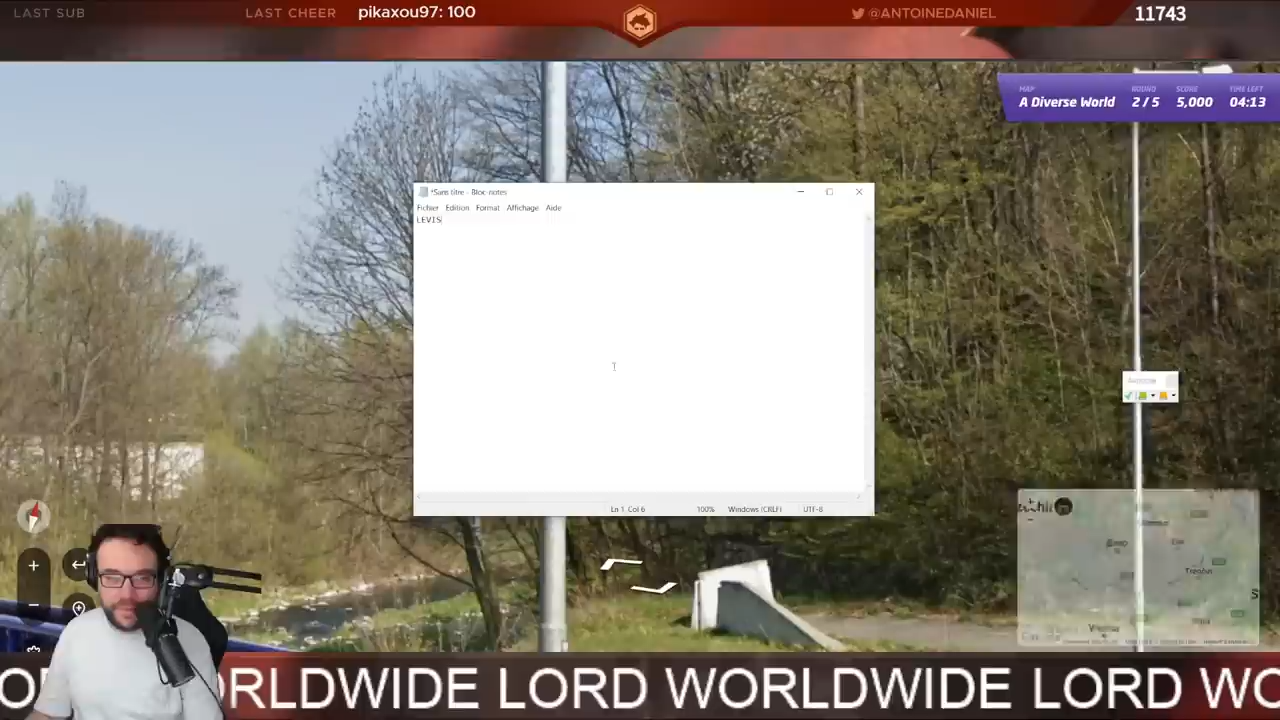 LAST SUB
LAST CHEER
pikaxou97: 100
@ANTOINEDANIEL
11743
MAP
A Diverse World
ROUND
2 / 5
SCORE
5,000
TIME LEFT
04:13
*Sans titre - Bloc-notes
Fichier Edition Format Affichage Aide
LEVIS
Ln 1, Col 6
100%
Windows (CRLF)
UTF-8
Brno
Trenčín
ORLDWIDE LORD WORLDWIDE LORD WO